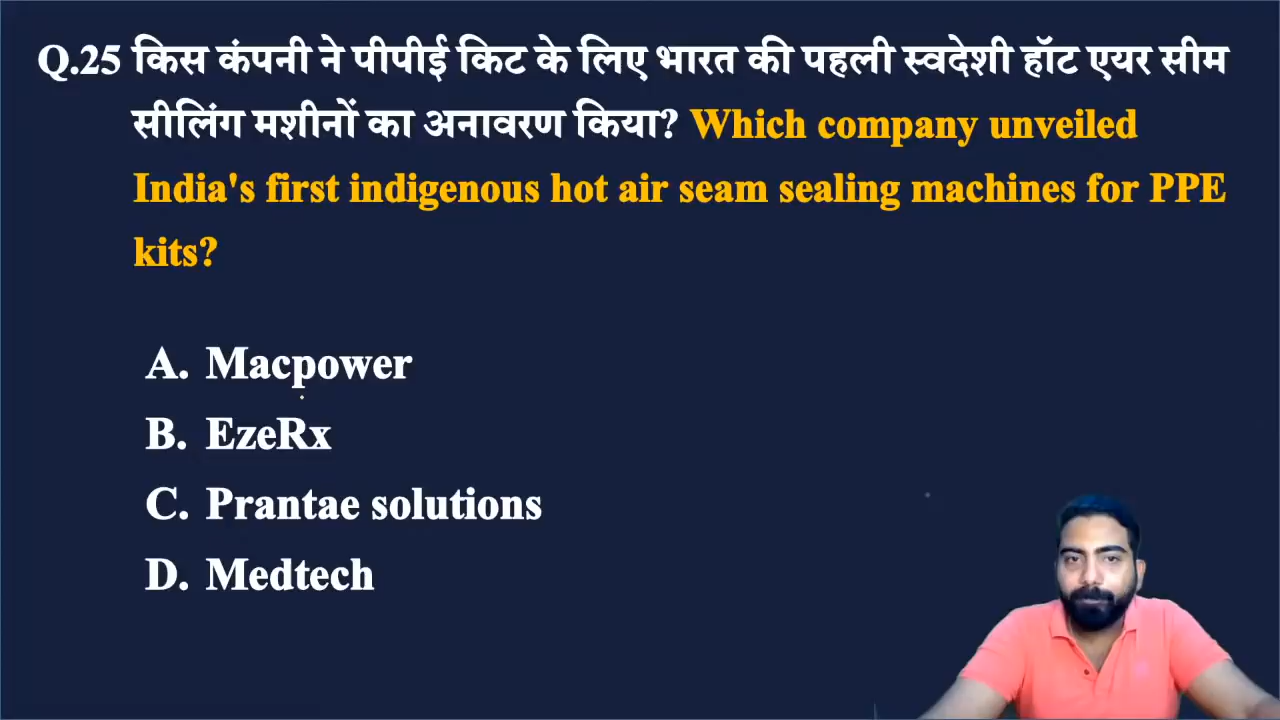 Q.25 किस कंपनी ने पीपीई किट के लिए भारत की पहली स्वदेशी हॉट एयर सीम
सीलिंग मशीनों का अनावरण किया? Which company unveiled
India's first indigenous hot air seam sealing machines for PPE
kits?
A. Macpower
B. EzeRx
C. Prantae solutions
D. Medtech